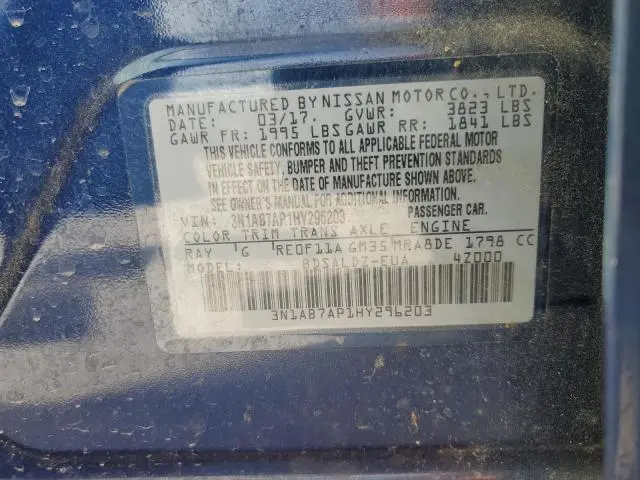 MANUFACTURED BY NISSAN MOTOR CO., LTD.
DATE: 03/17. GVWR: 3823 LBS
GAWR FR: 1995 LBS GAWR RR: 1841 LBS
THIS VEHICLE CONFORMS TO ALL APPLICABLE FEDERAL MOTOR
VEHICLE SAFETY, BUMPER AND THEFT PREVENTION STANDARDS
IN EFFECT ON THE DATE OF MANUFACTURE SHOWN ABOVE.
SEE OWNER'S MANUAL FOR ADDITIONAL INFORMATION.
VIN: 3N1AB7AP1HY296203 PASSENGER CAR.
COLOR TRIM TRANS AXLE ENGINE
RAY G RE0F11A GM35 MRA8DE 1798 CC
MODEL: BDSALDZ-EUA 4Z000
3N1AB7AP1HY296203